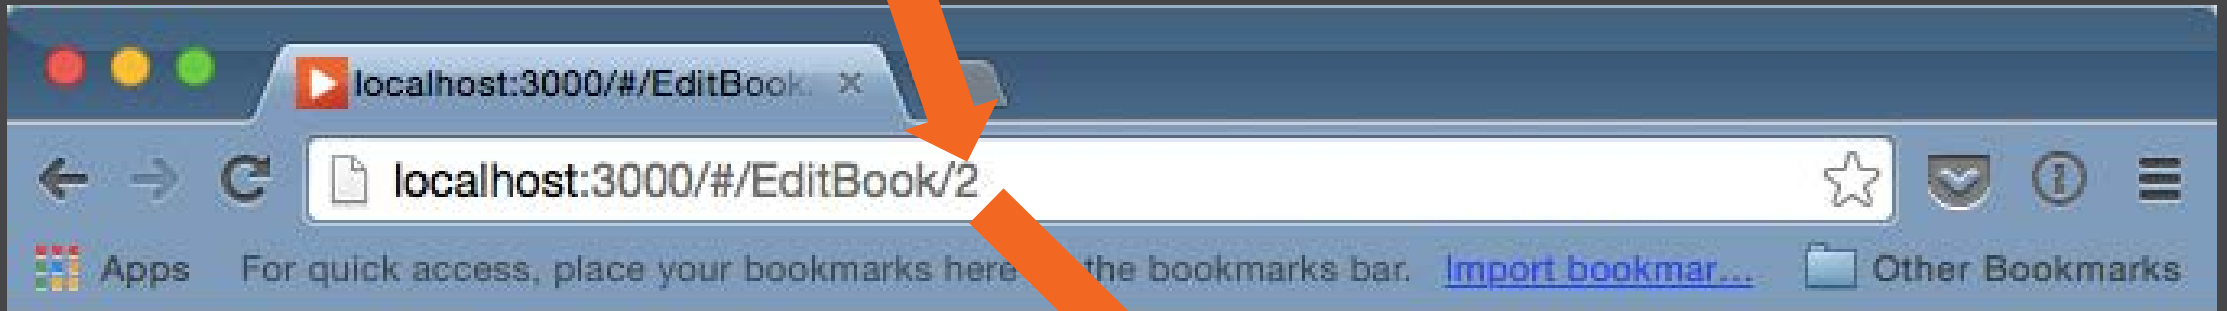 localhost:3000/#/EditBook
localhost:3000/#/EditBook/2
Apps For quick access, place your bookmarks here the bookmarks bar. Import bookmar... Other Bookmarks